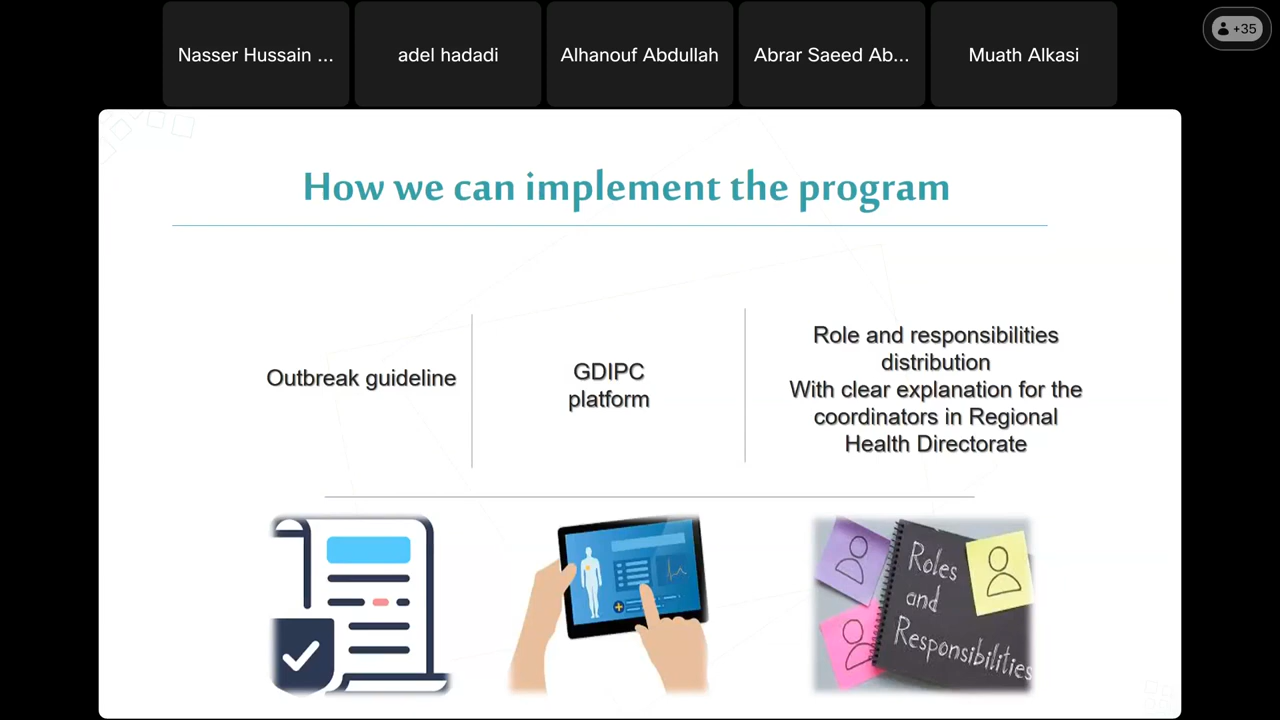 Nasser Hussain ...
adel hadadi
Alhanouf Abdullah
Abrar Saeed Ab...
Muath Alkasi
+35
How we can implement the program
Outbreak guideline
GDIPC
platform
Role and responsibilities
distribution
With clear explanation for the
coordinators in Regional
Health Directorate
Roles
and
Responsibilities